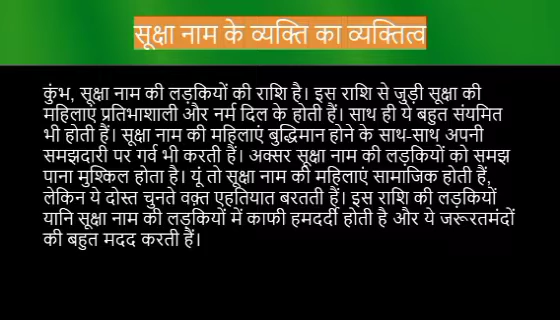 सूक्षा नाम के व्यक्ति का व्यक्तित्व
कुंभ, सूक्षा नाम की लड़कियों की राशि है। इस राशि से जुड़ी सूक्षा की
महिलाएं प्रतिभाशाली और नर्म दिल के होती हैं। साथ ही ये बहुत संयमित
भी होती हैं। सूक्षा नाम की महिलाएं बुद्धिमान होने के साथ-साथ अपनी
समझदारी पर गर्व भी करती हैं। अक्सर सूक्षा नाम की लड़कियों को समझ
पाना मुश्किल होता है। यूं तो सूक्षा नाम की महिलाएं सामाजिक होती हैं,
लेकिन ये दोस्त चुनते वक़्त एहतियात बरतती हैं। इस राशि की लड़कियों
यानि सूक्षा नाम की लड़कियों में काफी हमदर्दी होती है और ये जरूरतमंदों
की बहुत मदद करती हैं।